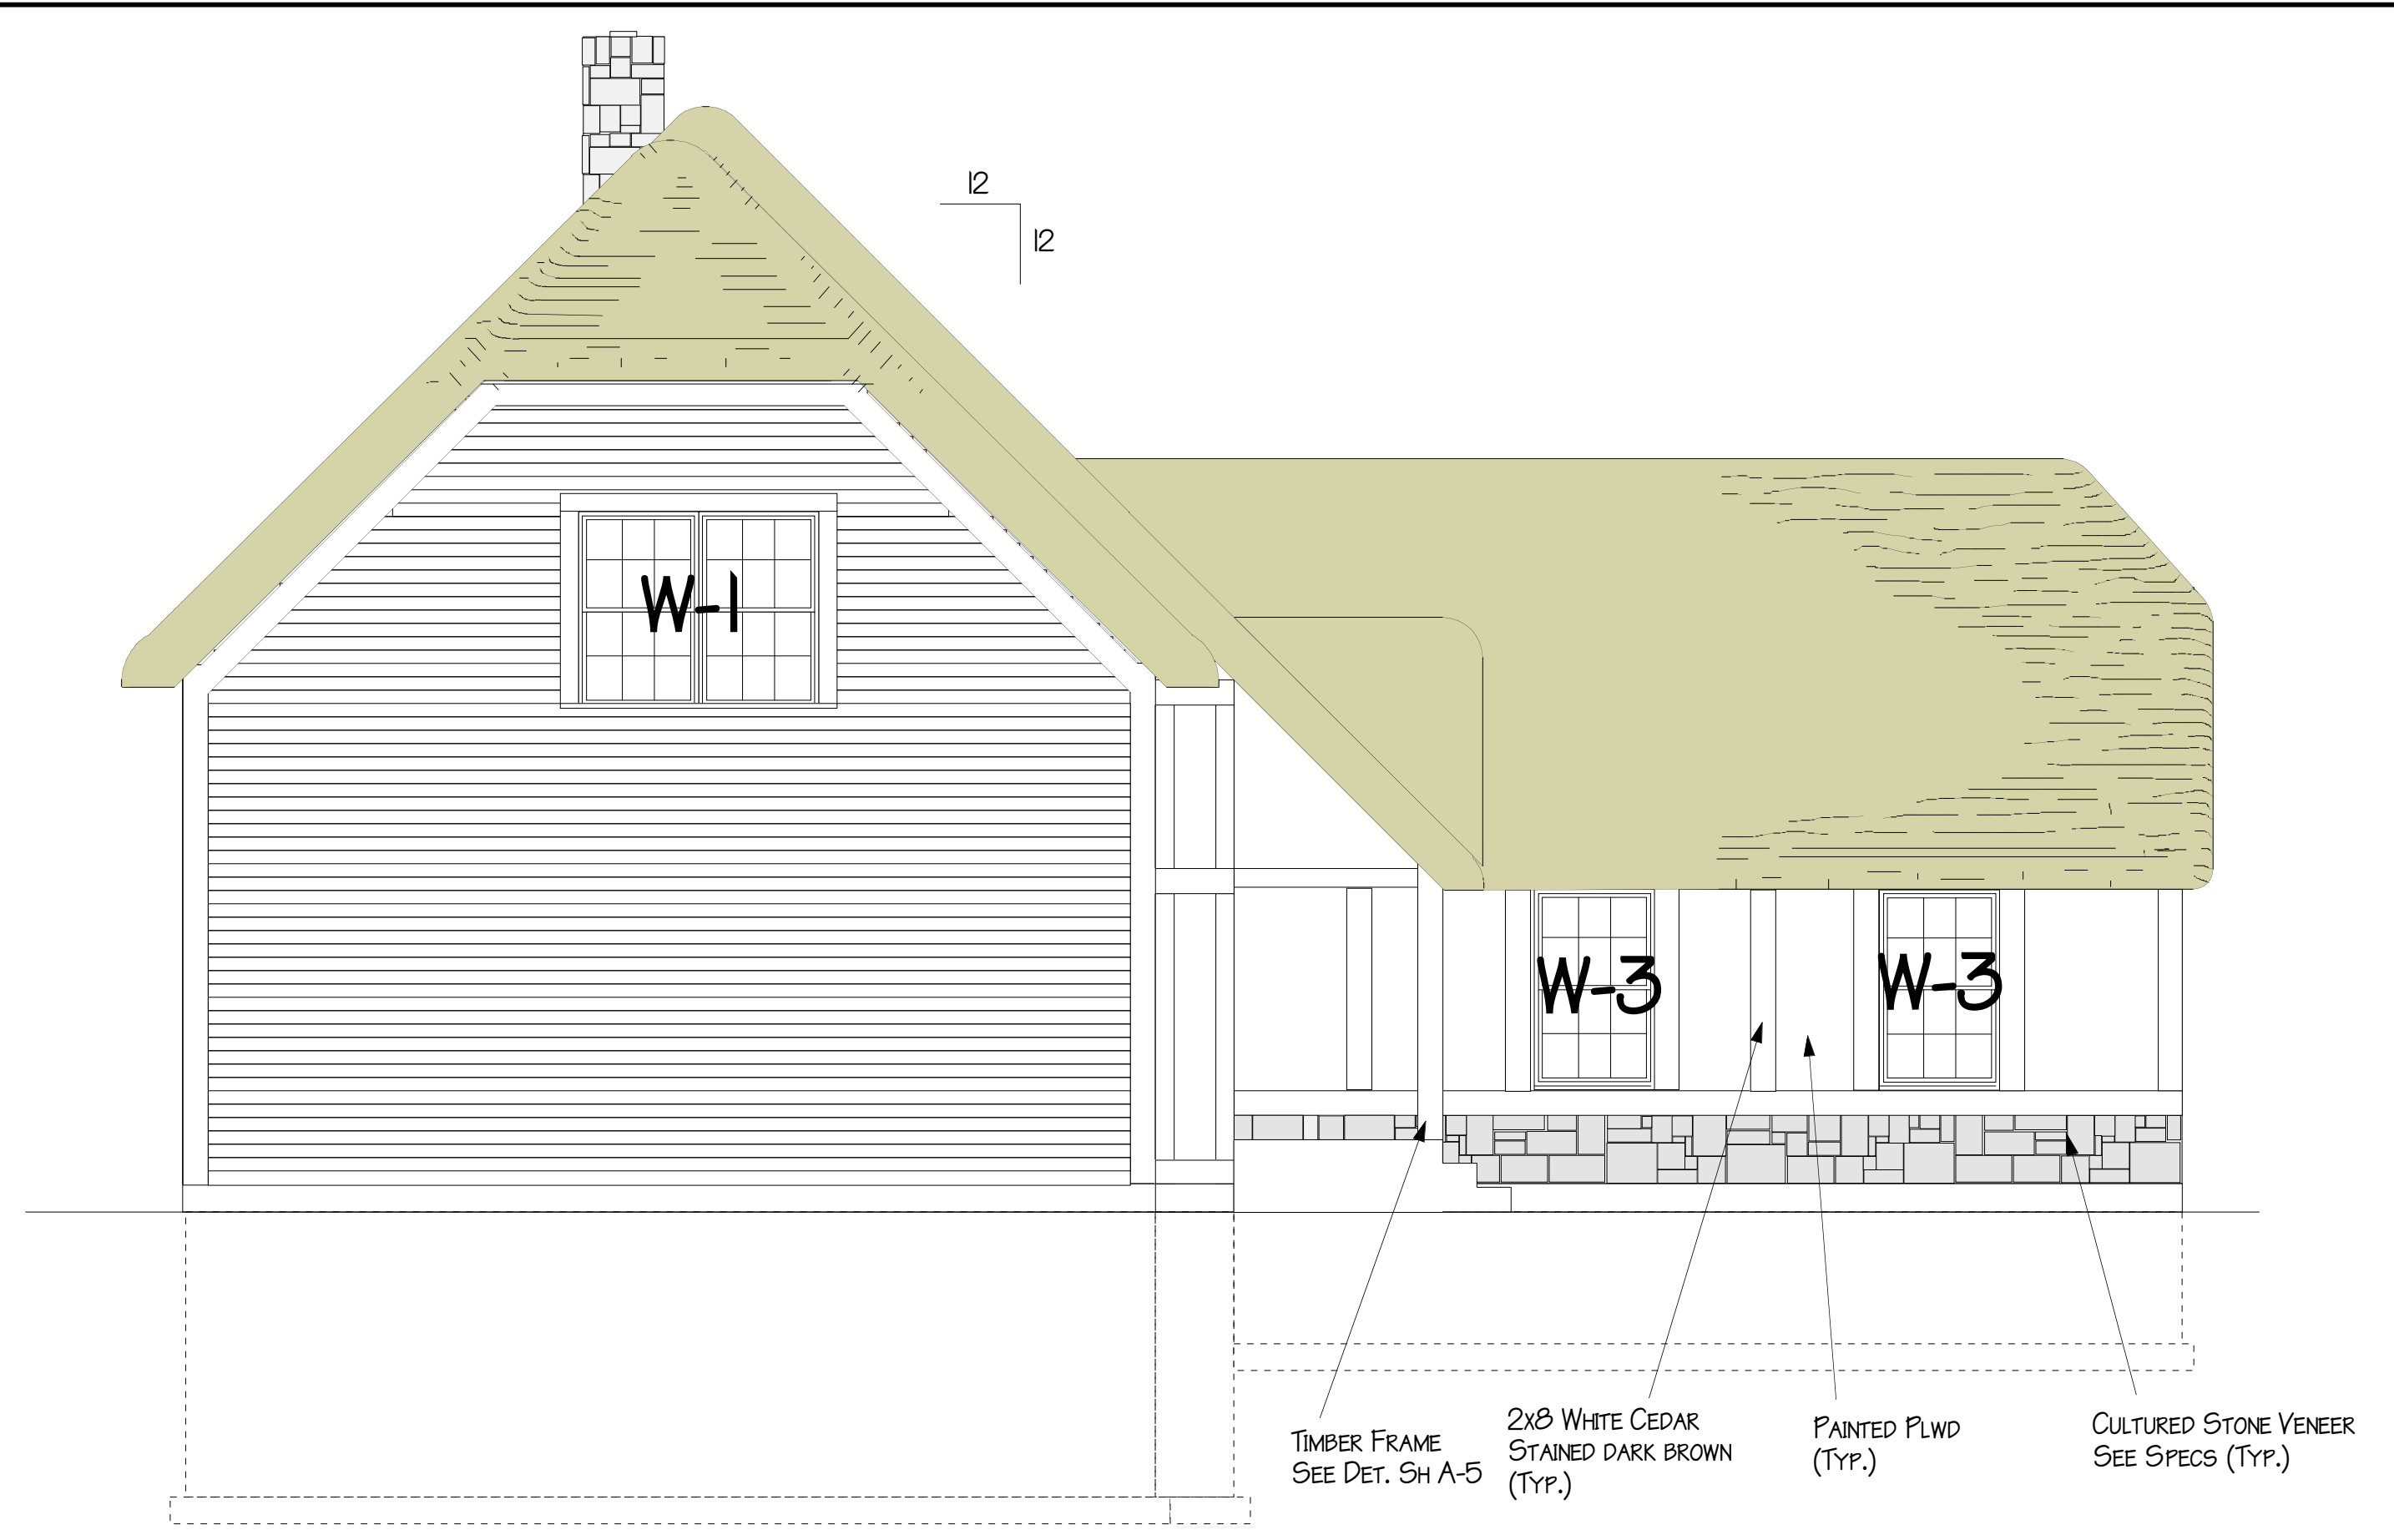 12
12
W-1
W-3
W-3
TIMBER FRAME
SEE DET. SH A-5
2x8 WHITE CEDAR
STAINED DARK BROWN
(TYP.)
PAINTED PLWD
(TYP.)
CULTURED STONE VENEER
SEE SPECS (TYP.)